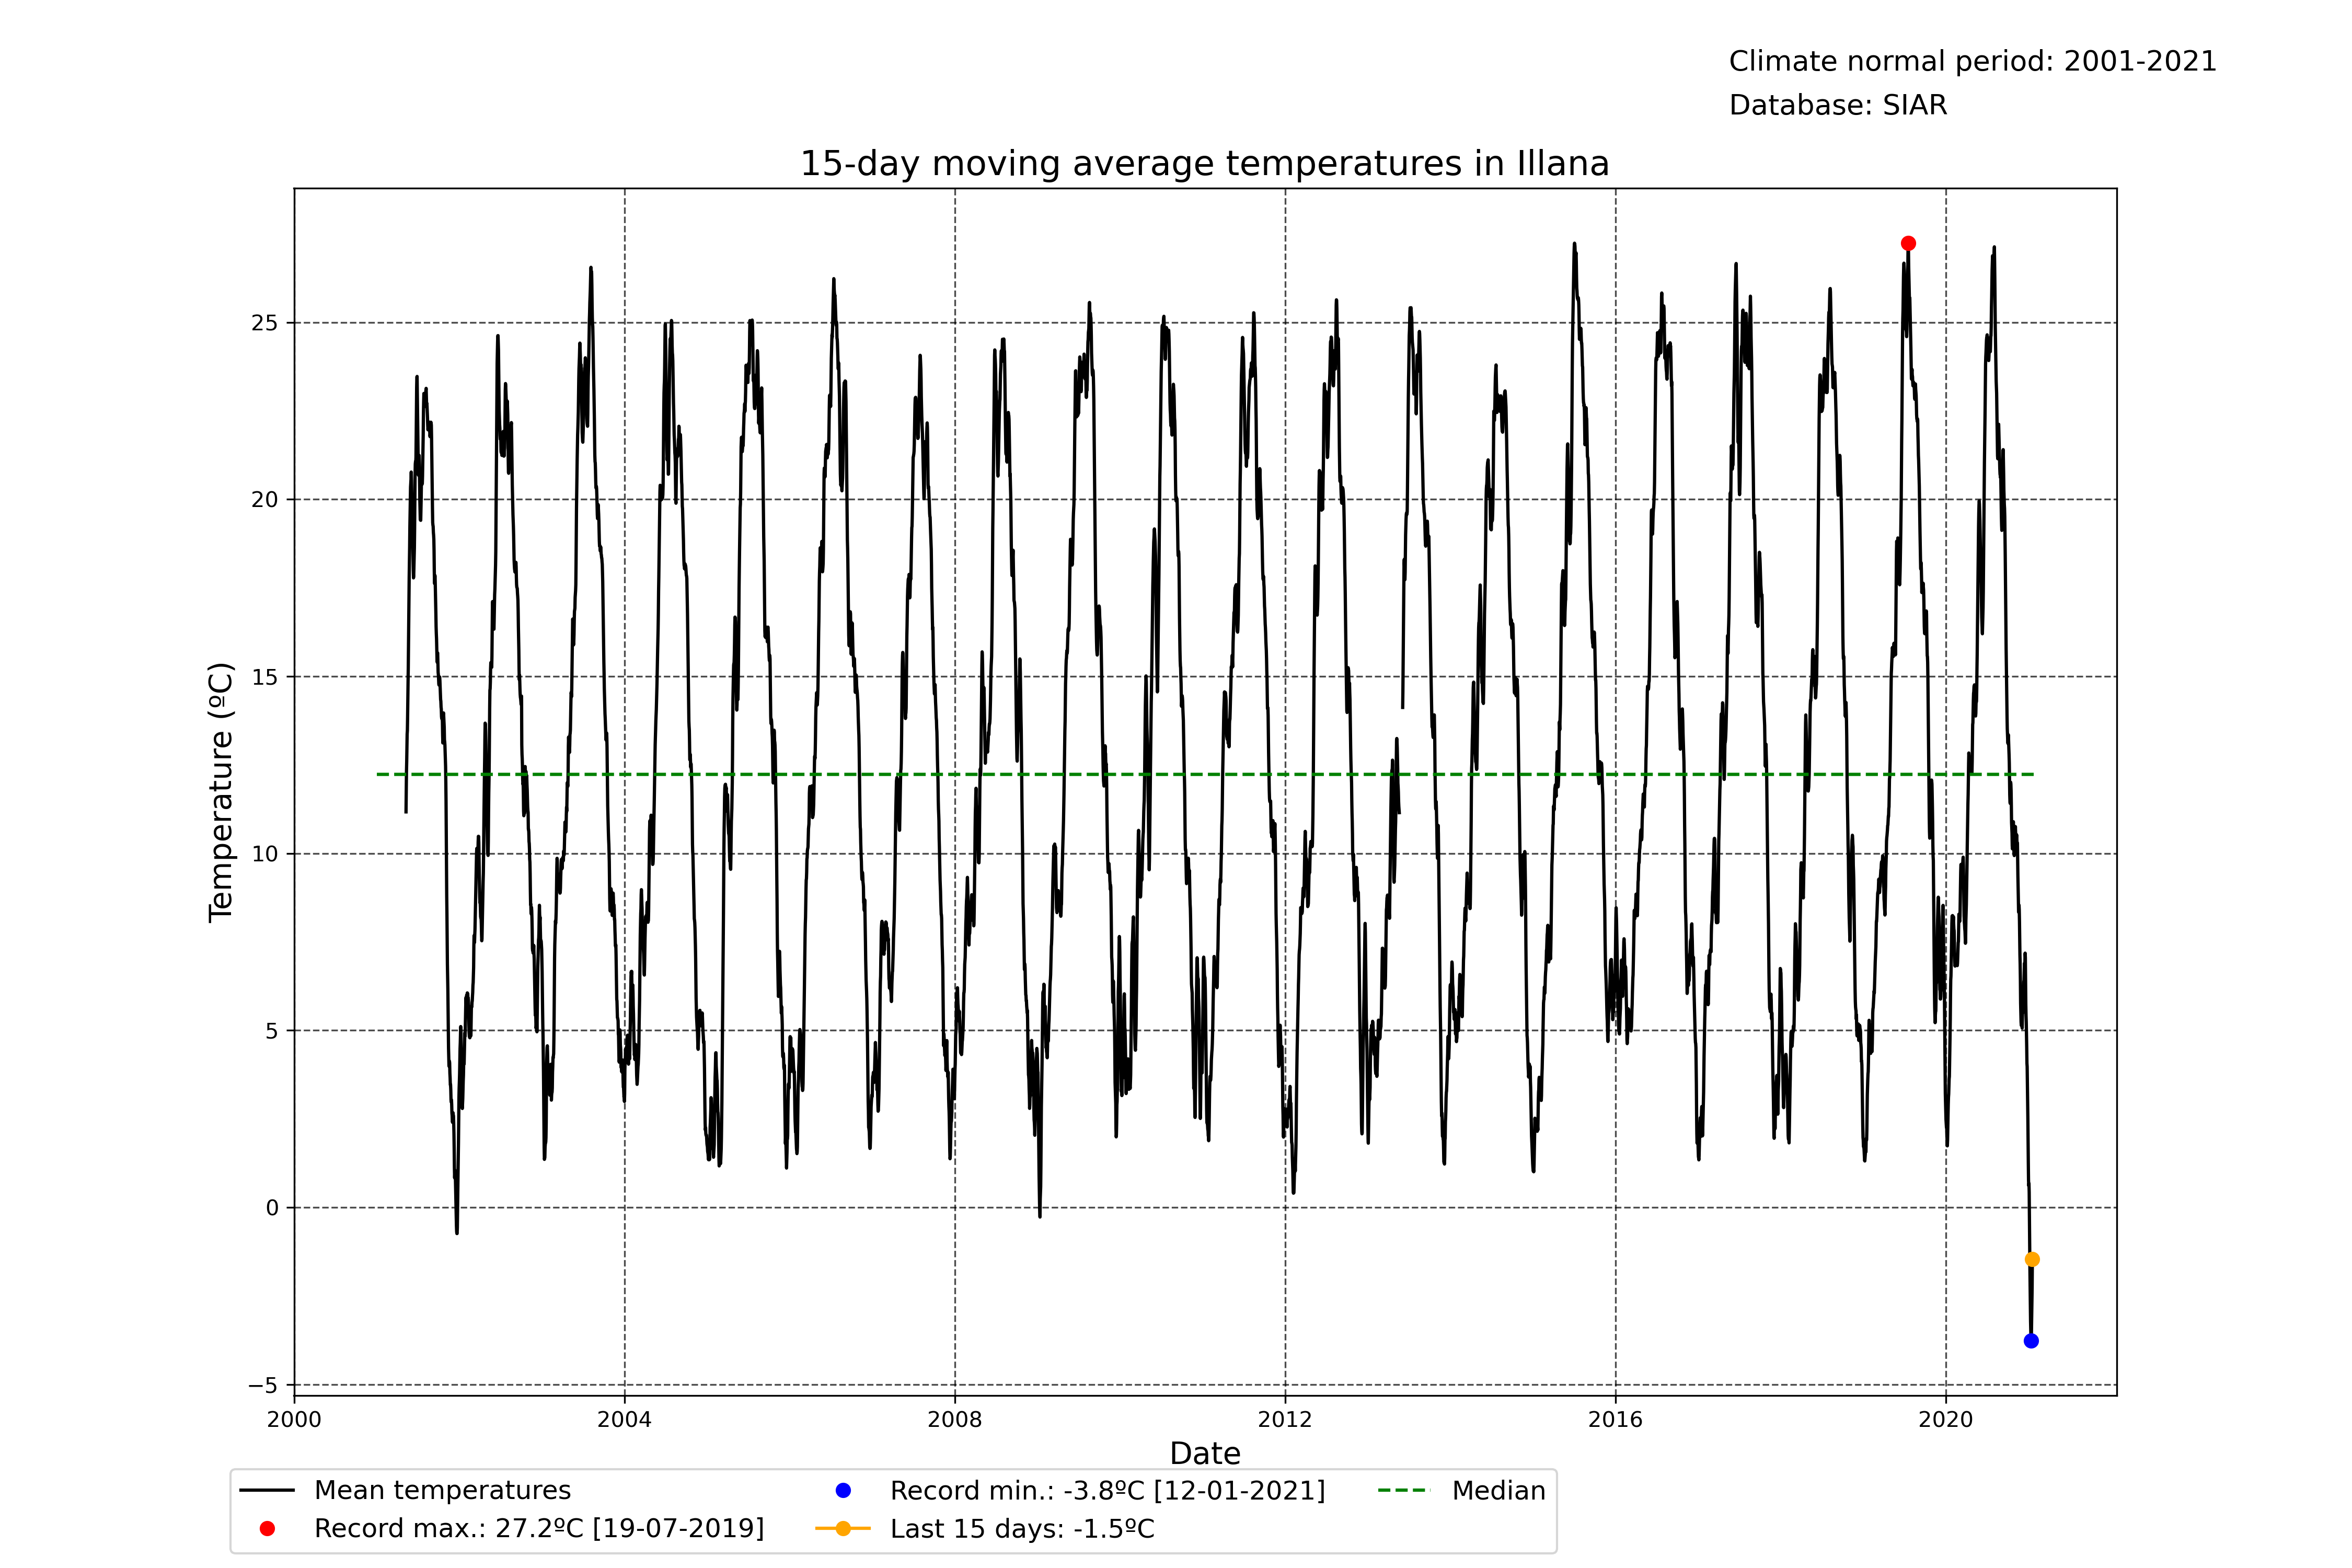 Climate normal period: 2001-2021
Database: SIAR
15-day moving average temperatures in Illana
25
20
15
10
5
0
−5
Temperature (ºC)
2000 2004 2008 2012 2016 2020
Date
Mean temperatures
Record max.: 27.2ºC [19-07-2019]
Record min.: -3.8ºC [12-01-2021]
Last 15 days: -1.5ºC
Median